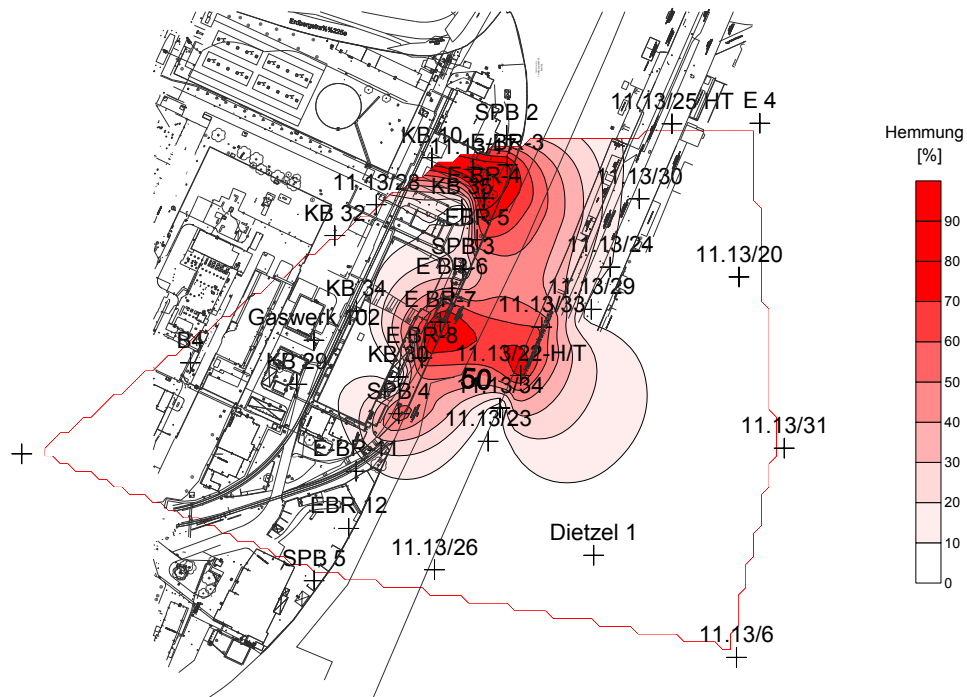 Erdbergstra%%225e
11.13/25 HT
E 4
SPB 2
Hemmung
[%]
KB 10
E-BR-3
E-BR-4
11.13/28
KB 32
11.13/30
90
80
70
60
50
40
30
20
10
0
EBR 5
SPB 3
11.13/24
11.13/20
E BR-6
KB 34
11.13/29
E BR-7
11.13/33
Gaswerk 102
E BR-8
B4
KB 30
11.13/22-H/T
KB 29
50
11.13/34
SPB 4
11.13/23
11.13/31
E-BR 11
EBR 12
Dietzel 1
11.13/26
SPB 5
11.13/6